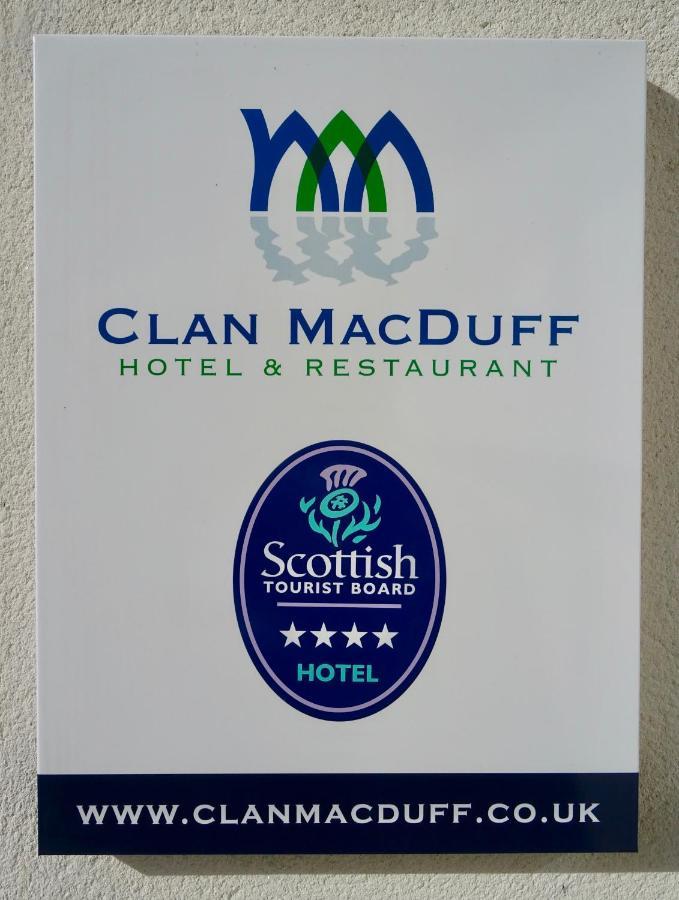 CLAN MACDUFF
HOTEL & RESTAURANT
Scottish
TOURIST BOARD
HOTEL
WWW.CLANMACDUFF.CO.UK